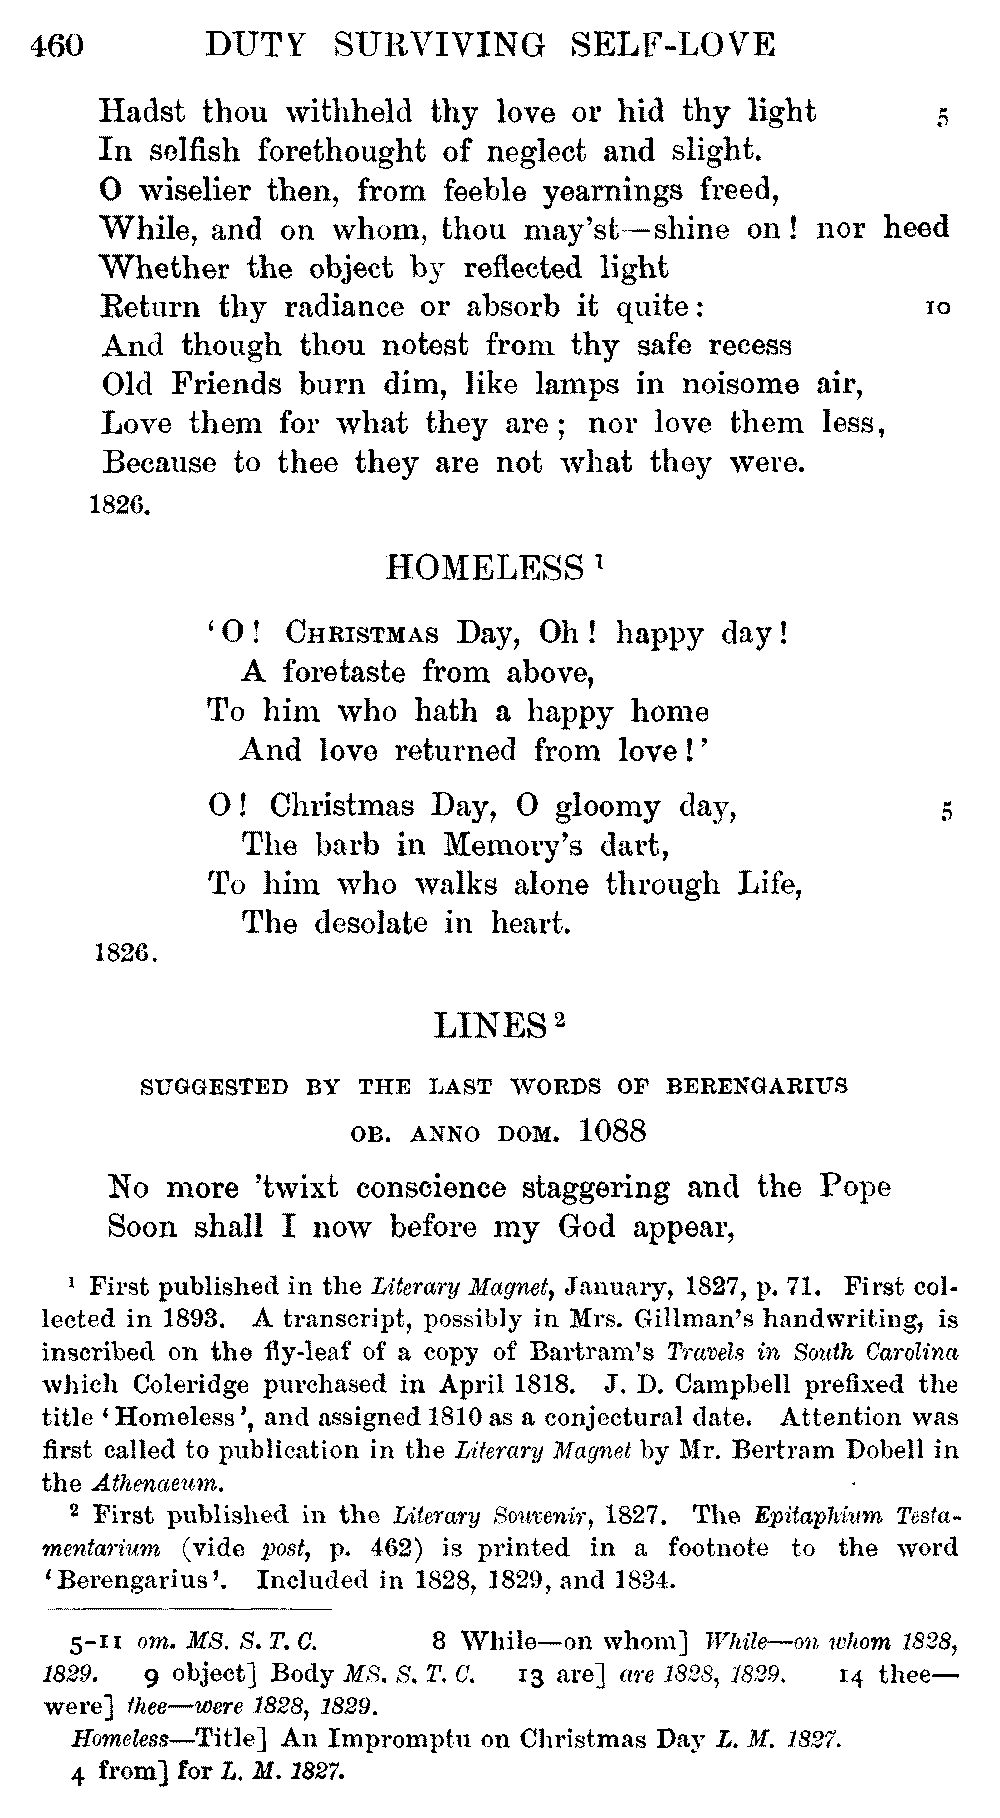 460 DUTY SURVIVING SELF-LOVE
Hadst thou withheld thy love or hid thy light 5
In selfish forethought of neglect and slight.
O wiselier then, from feeble yearnings freed,
While, and on whom, thou may'st—shine on! nor heed
Whether the object by reflected light
Return thy radiance or absorb it quite: 10
And though thou notest from thy safe recess
Old Friends burn dim, like lamps in noisome air,
Love them for what they are; nor love them less,
Because to thee they are not what they were.
1826.
HOMELESS 1
'O! CHRISTMAS Day, Oh! happy day!
A foretaste from above,
To him who hath a happy home
And love returned from love!'
O! Christmas Day, O gloomy day, 5
The barb in Memory's dart,
To him who walks alone through Life,
The desolate in heart.
1826.
LINES 2
SUGGESTED BY THE LAST WORDS OF BERENGARIUS
OB. ANNO DOM. 1088
No more 'twixt conscience staggering and the Pope
Soon shall I now before my God appear,
1 First published in the Literary Magnet, January, 1827, p. 71. First col-
lected in 1893. A transcript, possibly in Mrs. Gillman's handwriting, is
inscribed on the fly-leaf of a copy of Bartram's Travels in South Carolina
which Coleridge purchased in April 1818. J. D. Campbell prefixed the
title 'Homeless', and assigned 1810 as a conjectural date. Attention was
first called to publication in the Literary Magnet by Mr. Bertram Dobell in
the Athenaeum.
2 First published in the Literary Souvenir, 1827. The Epitaphium Testa-
mentarium (vide post, p. 462) is printed in a footnote to the word
'Berengarius'. Included in 1828, 1829, and 1834.
5-11 om. MS. S. T. C. 8 While—on whom] While—on whom 1828,
1829. 9 object] Body MS. S. T. C. 13 are] are 1828, 1829. 14 thee—
were] thee—were 1828, 1829.
Homeless—Title] An Impromptu on Christmas Day L. M. 1827.
4 from] for L. M. 1827.